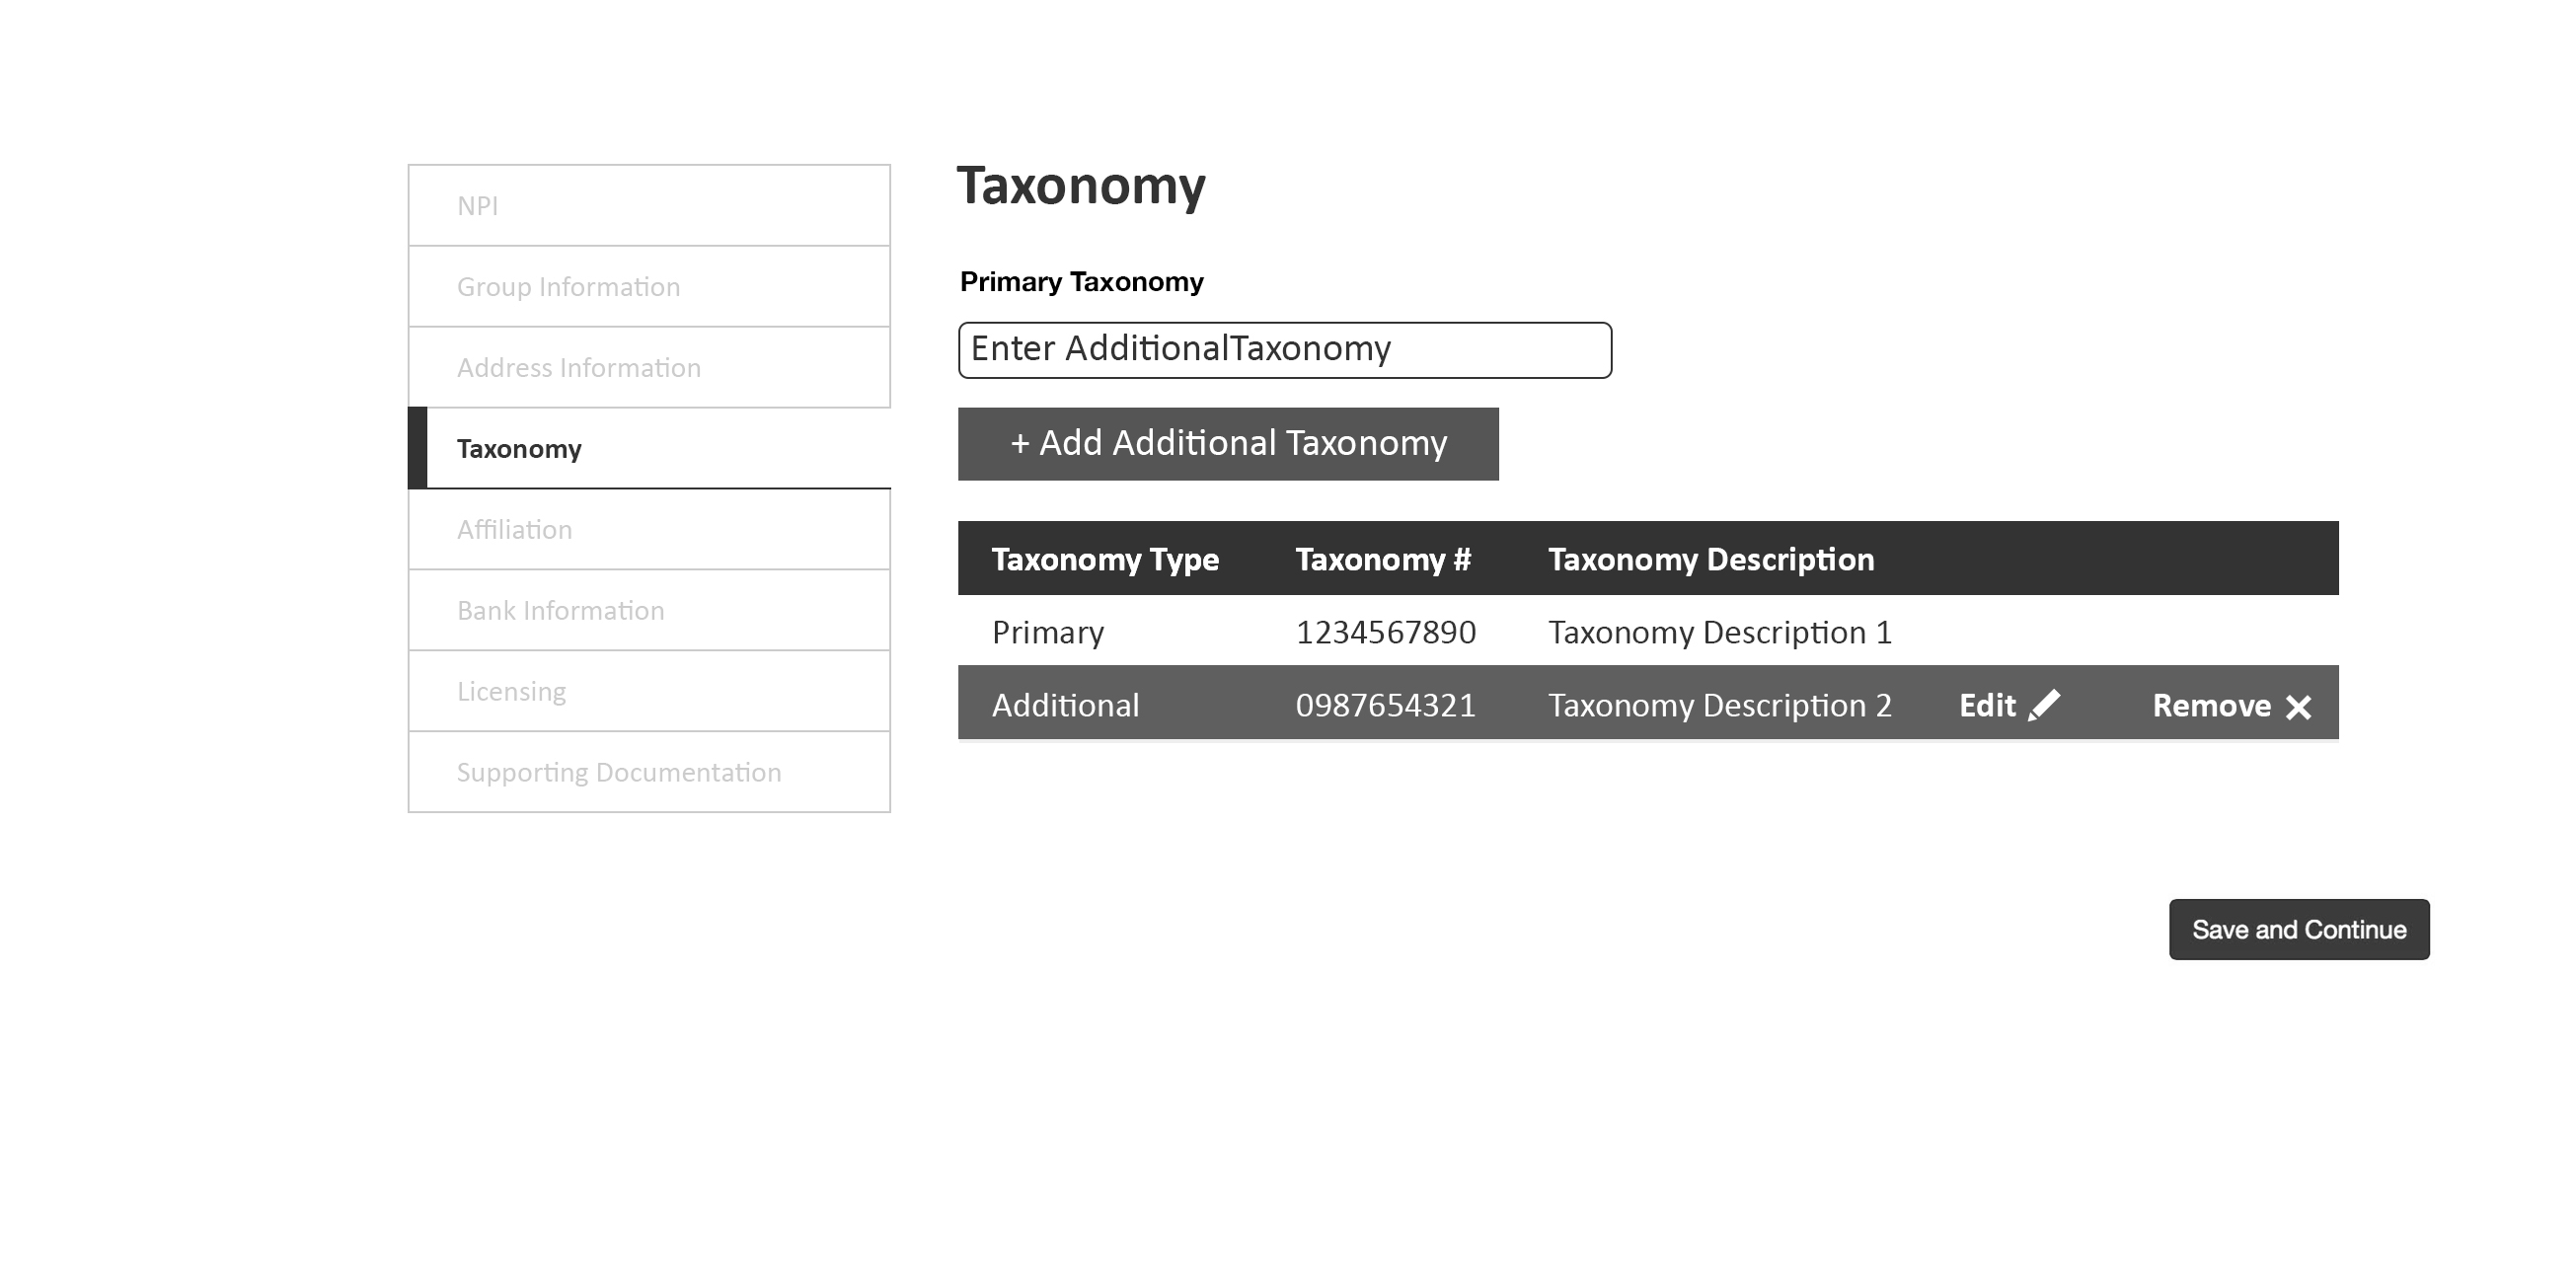 NPI
Group Information
Address Information
Taxonomy
Affiliation
Bank Information
Licensing
Supporting Documentation
Taxonomy
Primary Taxonomy
Enter AdditionalTaxonomy
+ Add Additional Taxonomy
Taxonomy Type Taxonomy # Taxonomy Description
Primary 1234567890 Taxonomy Description 1
Additional 0987654321 Taxonomy Description 2 Edit Remove
Save and Continue